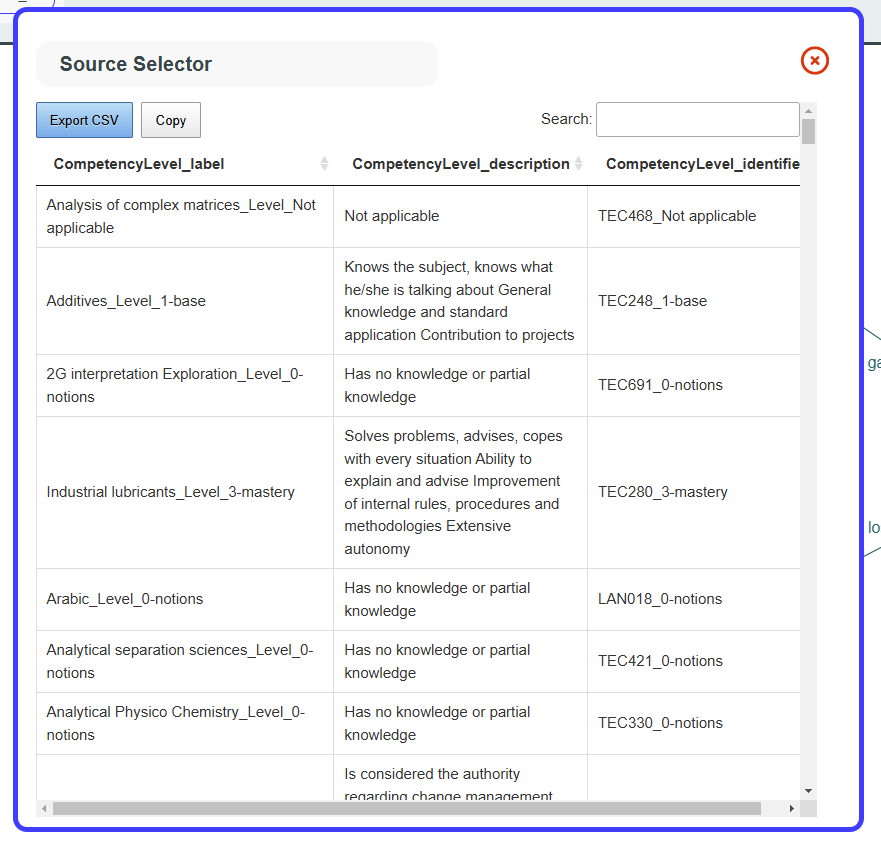 Source Selector
Export CSV
Copy
Search:
CompetencyLevel_label
CompetencyLevel_description
CompetencyLevel_identifie
Analysis of complex matrices_Level_Not
applicable
Not applicable
TEC468_Not applicable
Additives_Level_1-base
Knows the subject, knows what
he/she is talking about General
knowledge and standard
application Contribution to projects
TEC248_1-base
2G interpretation Exploration_Level_0-
notions
Has no knowledge or partial
knowledge
TEC691_0-notions
Industrial lubricants_Level_3-mastery
Solves problems, advises, copes
with every situation Ability to
explain and advise Improvement
of internal rules, procedures and
methodologies Extensive
autonomy
TEC280_3-mastery
Arabic_Level_0-notions
Has no knowledge or partial
knowledge
LAN018_0-notions
Analytical separation sciences_Level_0-
notions
Has no knowledge or partial
knowledge
TEC421_0-notions
Analytical Physico Chemistry_Level_0-
notions
Has no knowledge or partial
knowledge
TEC330_0-notions
Is considered the authority
regarding change management
ga
lo